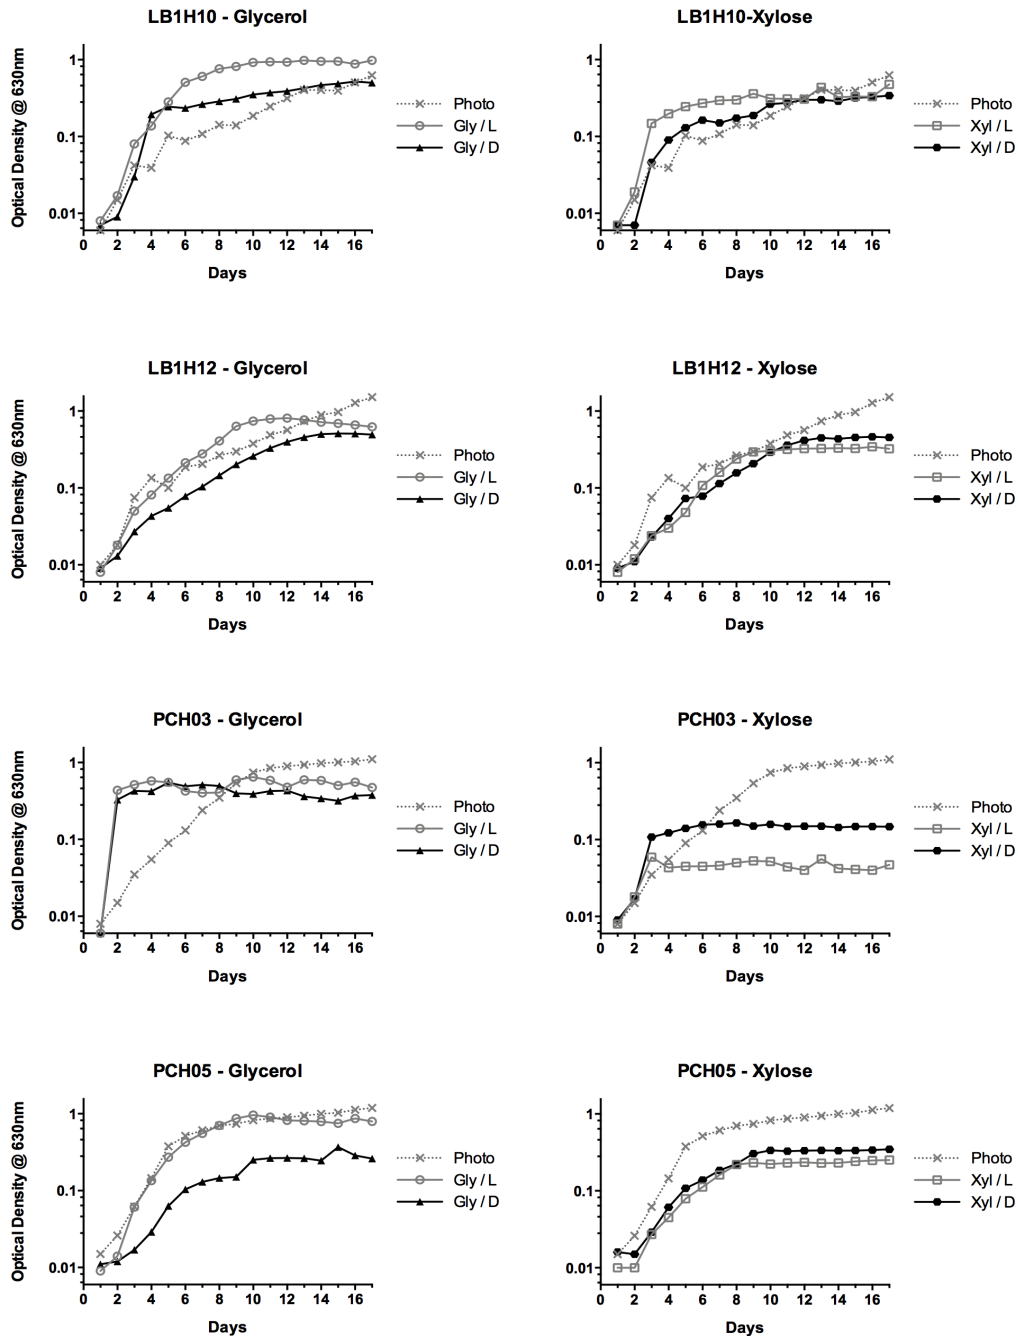 LB1H10 - Glycerol
Optical Density @ 630nm
1
0.1
0.01
0 2 4 6 8 10 12 14 16
Days
Photo
Gly / L
Gly / D
LB1H10-Xylose
1
0.1
0.01
0 2 4 6 8 10 12 14 16
Days
Photo
Xyl / L
Xyl / D
LB1H12 - Glycerol
Optical Density @ 630nm
1
0.1
0.01
0 2 4 6 8 10 12 14 16
Days
Photo
Gly / L
Gly / D
LB1H12 - Xylose
1
0.1
0.01
0 2 4 6 8 10 12 14 16
Days
Photo
Xyl / L
Xyl / D
PCH03 - Glycerol
Optical Density @ 630nm
1
0.1
0.01
0 2 4 6 8 10 12 14 16
Days
Photo
Gly / L
Gly / D
PCH03 - Xylose
1
0.1
0.01
0 2 4 6 8 10 12 14 16
Days
Photo
Xyl / L
Xyl / D
PCH05 - Glycerol
Optical Density @ 630nm
1
0.1
0.01
0 2 4 6 8 10 12 14 16
Days
Photo
Gly / L
Gly / D
PCH05 - Xylose
1
0.1
0.01
0 2 4 6 8 10 12 14 16
Days
Photo
Xyl / L
Xyl / D